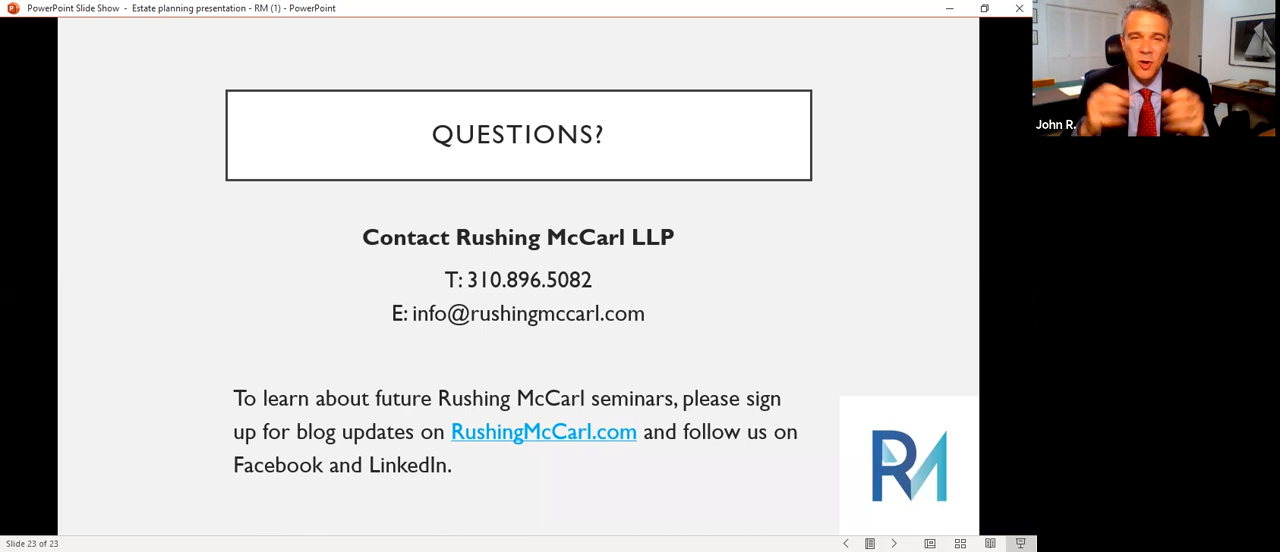 PowerPoint Slide Show - Estate planning presentation - RM (1) - PowerPoint
John R.
QUESTIONS?
Contact Rushing McCarl LLP
T: 310.896.5082
E: info@rushingmccarl.com
To learn about future Rushing McCarl seminars, please sign
up for blog updates on RushingMcCarl.com and follow us on
Facebook and LinkedIn.
RM
Slide 23 of 23